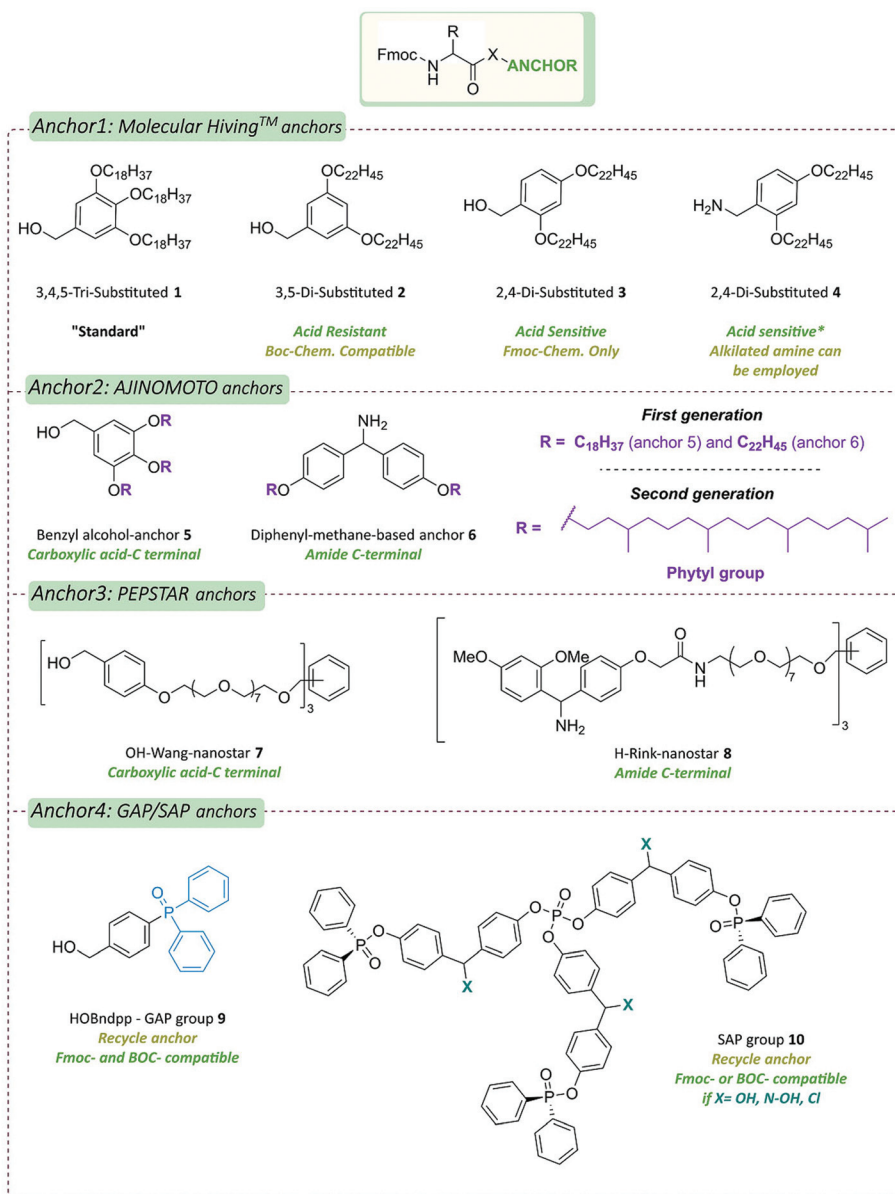 R
Fmoc
N
H
O
X
ANCHOR
Anchor1: Molecular Hiving™ anchors
OC₁₈H₃₇
OC₁₈H₃₇
OC₁₈H₃₇
HO
OC₂₂H₄₅
HO
OC₂₂H₄₅
OC₂₂H₄₅
HO
OC₂₂H₄₅
OC₂₂H₄₅
H₂N
OC₂₂H₄₅
3,4,5-Tri-Substituted 1
3,5-Di-Substituted 2
2,4-Di-Substituted 3
2,4-Di-Substituted 4
"Standard"
Acid Resistant
Boc-Chem. Compatible
Acid Sensitive
Fmoc-Chem. Only
Acid sensitive*
Alkilated amine can
be employed
Anchor2: AJINOMOTO anchors
HO
OR
OR
OR
Benzyl alcohol-anchor 5
Carboxylic acid-C terminal
NH₂
RO
OR
Diphenyl-methane-based anchor 6
Amide C-terminal
First generation
R = C₁₈H₃₇ (anchor 5) and C₂₂H₄₅ (anchor 6)
Second generation
R =
Phytyl group
Anchor3: PEPSTAR anchors
HO
O
O
7
O
3
OH-Wang-nanostar 7
Carboxylic acid-C terminal
MeO
OMe
NH₂
O
O
N
H
O
7
O
3
H-Rink-nanostar 8
Amide C-terminal
Anchor4: GAP/SAP anchors
O
P
HO
HOBndpp - GAP group 9
Recycle anchor
Fmoc- and BOC- compatible
P
O
O
X
O
O
P
O
O
X
O
O
P
X
O
P
O
SAP group 10
Recycle anchor
Fmoc- or BOC- compatible
if X= OH, N-OH, Cl